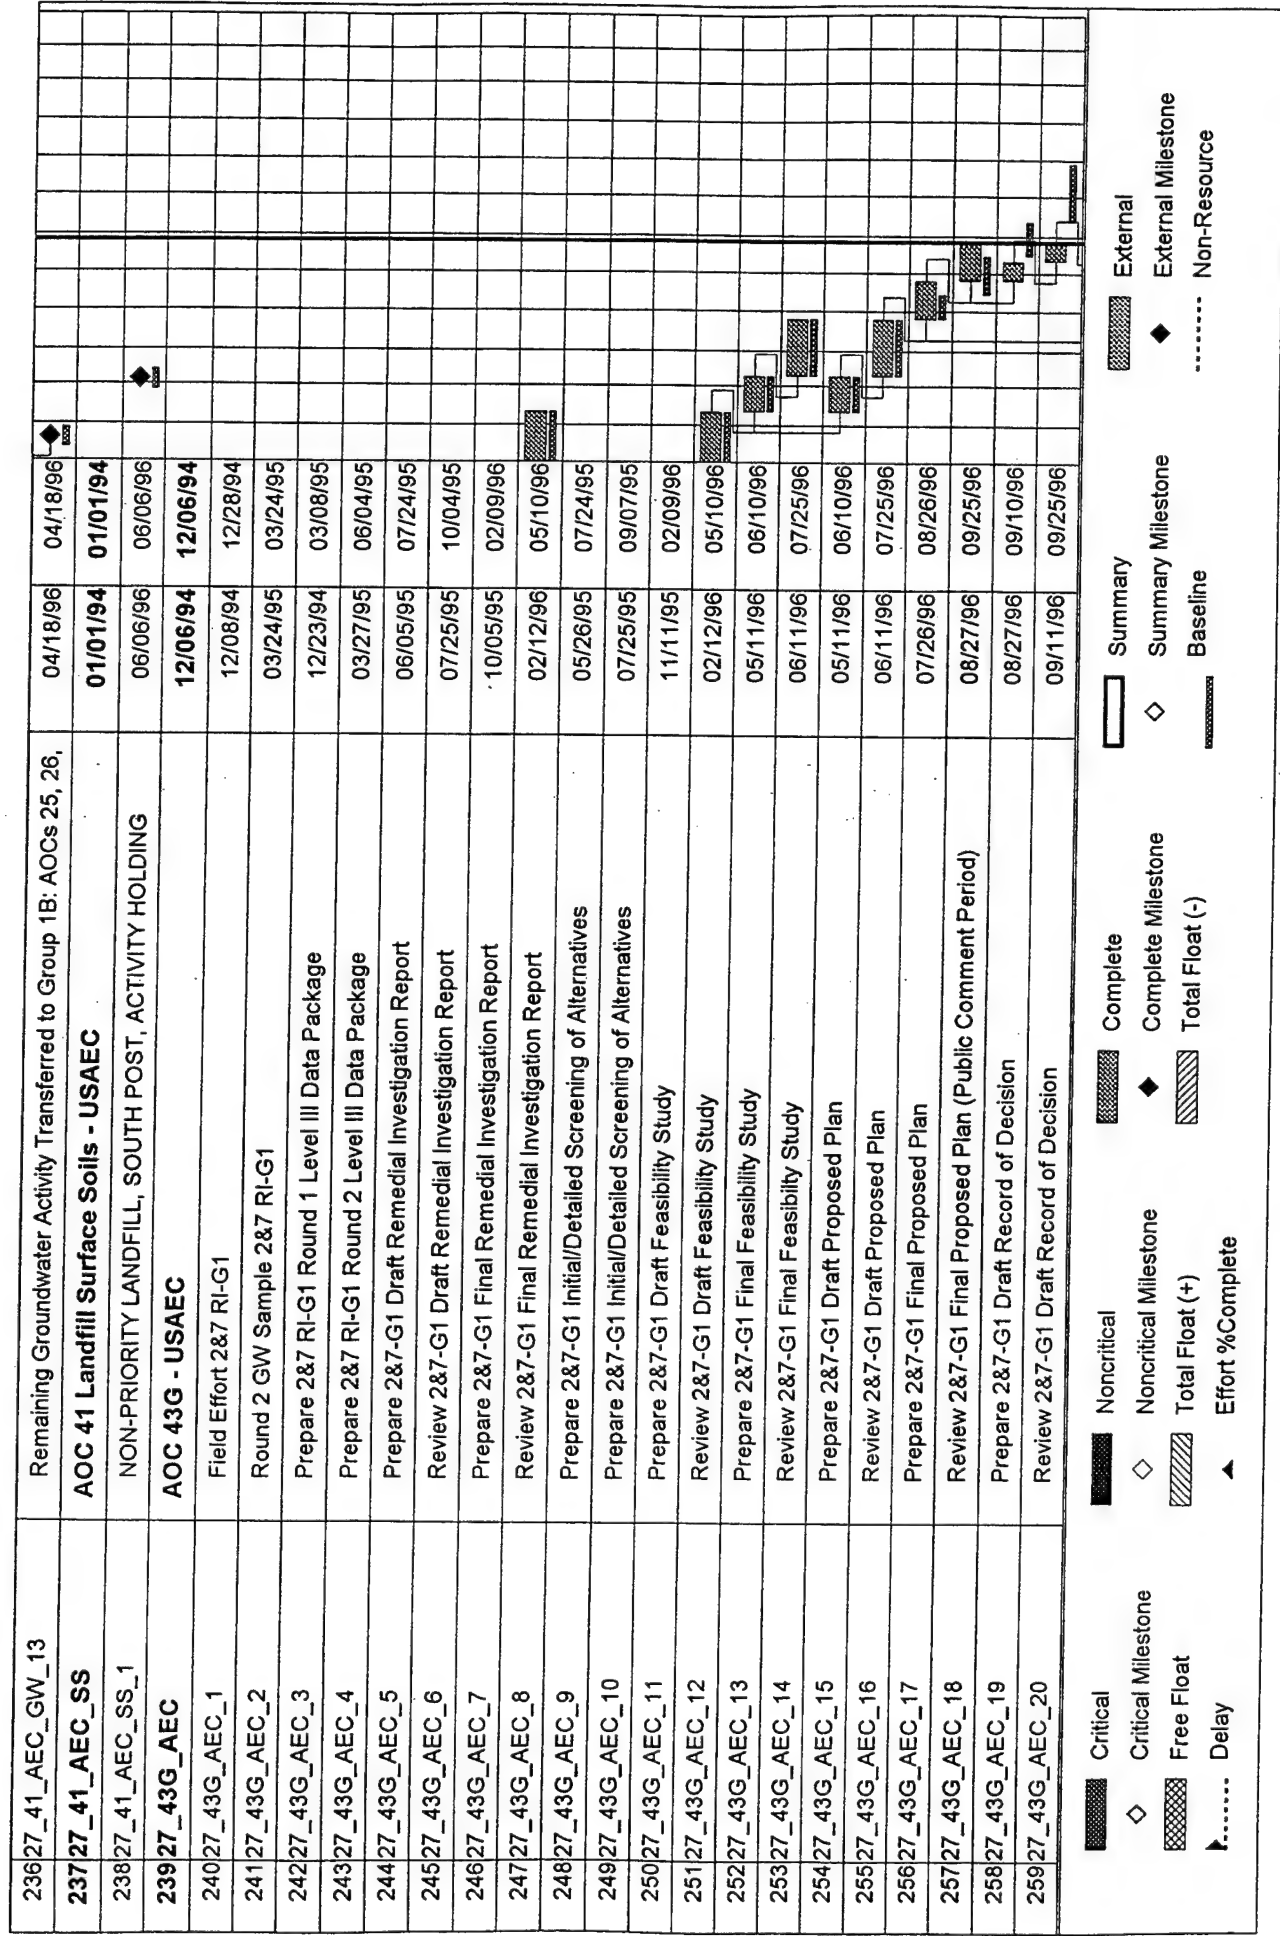 236 27_41_AEC_GW_13 Remaining Groundwater Activity Transferred to Group 1B: AOCs 25, 26, 04/18/96 04/18/96
237 27_41_AEC_SS AOC 41 Landfill Surface Soils - USAEC 01/01/94 01/01/94
238 27_41_AEC_SS_1 NON-PRIORITY LANDFILL, SOUTH POST, ACTIVITY HOLDING 06/06/96 06/06/96
239 27_43G_AEC AOC 43G - USAEC 12/06/94 12/06/94
240 27_43G_AEC_1 Field Effort 2&7 RI-G1 12/08/94 12/28/94
241 27_43G_AEC_2 Round 2 GW Sample 2&7 RI-G1 03/24/95 03/24/95
242 27_43G_AEC_3 Prepare 2&7 RI-G1 Round 1 Level III Data Package 12/23/94 03/08/95
243 27_43G_AEC_4 Prepare 2&7 RI-G1 Round 2 Level III Data Package 03/27/95 06/04/95
244 27_43G_AEC_5 Prepare 2&7-G1 Draft Remedial Investigation Report 06/05/95 07/24/95
245 27_43G_AEC_6 Review 2&7-G1 Draft Remedial Investigation Report 07/25/95 10/04/95
246 27_43G_AEC_7 Prepare 2&7-G1 Final Remedial Investigation Report 10/05/95 02/09/96
247 27_43G_AEC_8 Review 2&7-G1 Final Remedial Investigation Report 02/12/96 05/10/96
248 27_43G_AEC_9 Prepare 2&7-G1 Initial/Detailed Screening of Alternatives 05/26/95 07/24/95
249 27_43G_AEC_10 Prepare 2&7-G1 Initial/Detailed Screening of Alternatives 07/25/95 09/07/95
250 27_43G_AEC_11 Prepare 2&7-G1 Draft Feasibility Study 11/11/95 02/09/96
251 27_43G_AEC_12 Review 2&7-G1 Draft Feasibility Study 02/12/96 05/10/96
252 27_43G_AEC_13 Prepare 2&7-G1 Final Feasibility Study 05/11/96 06/10/96
253 27_43G_AEC_14 Review 2&7-G1 Final Feasibilty Study 06/11/96 07/25/96
254 27_43G_AEC_15 Prepare 2&7-G1 Draft Proposed Plan 05/11/96 06/10/96
255 27_43G_AEC_16 Review 2&7-G1 Draft Proposed Plan 06/11/96 07/25/96
256 27_43G_AEC_17 Prepare 2&7-G1 Final Proposed Plan 07/26/96 08/26/96
257 27_43G_AEC_18 Review 2&7-G1 Final Proposed Plan (Public Comment Period) 08/27/96 09/25/96
258 27_43G_AEC_19 Prepare 2&7-G1 Draft Record of Decision 08/27/96 09/10/96
259 27_43G_AEC_20 Review 2&7-G1 Draft Record of Decision 09/11/96 09/25/96
Critical Noncritical Complete Summary External
Critical Milestone Noncritical Milestone Complete Milestone Summary Milestone External Milestone
Free Float Total Float (+) Total Float (-) Baseline Non-Resource
Delay Effort %Complete